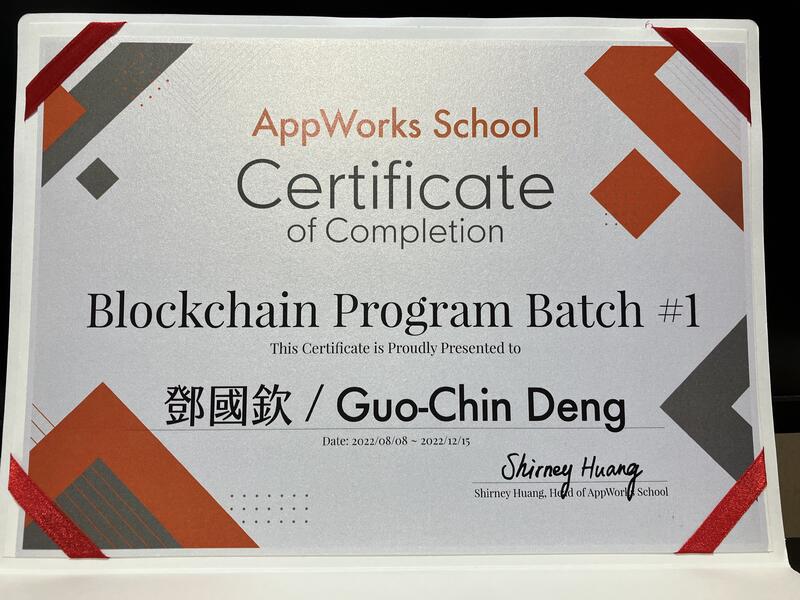 AppWorks School
Certificate
of Completion
Blockchain Program Batch #1
This Certificate is Proudly Presented to
鄧國欽 / Guo-Chin Deng
Date: 2022/08/08 ~ 2022/12/15
Shirney Huang
Shirney Huang, Head of AppWorks School